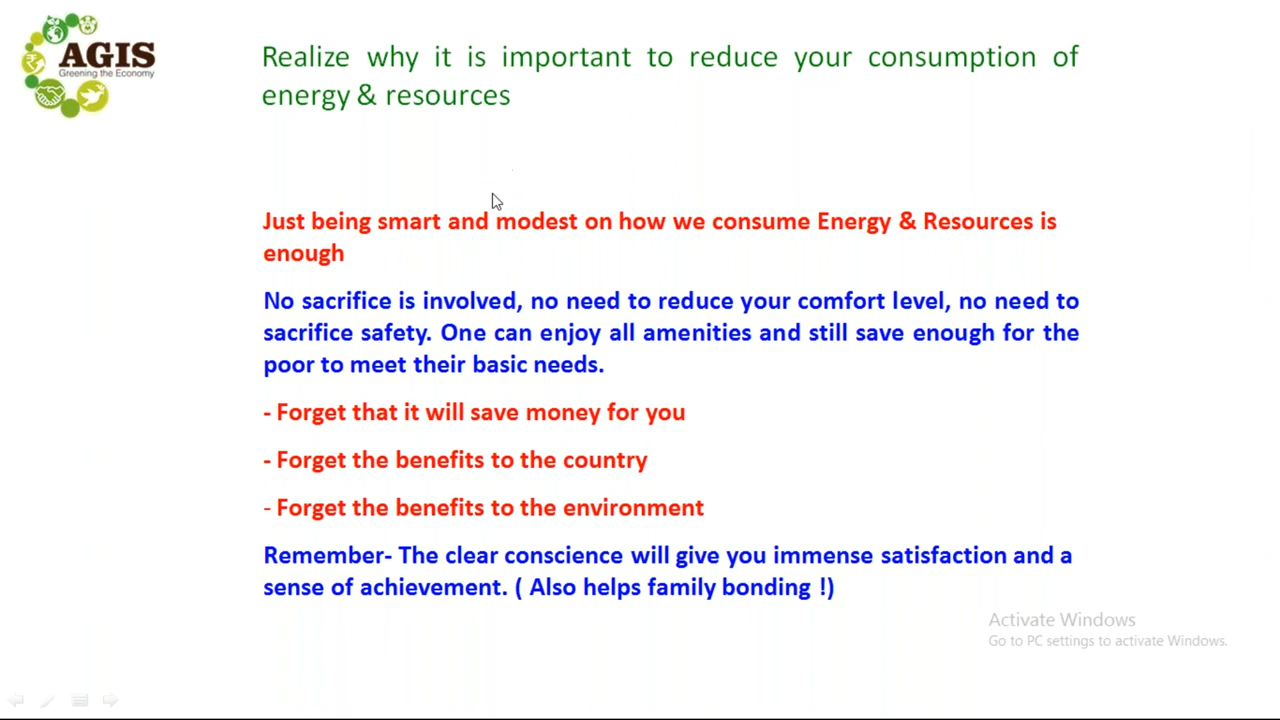 AGIS
Greening the Economy
Realize why it is important to reduce your consumption of
energy & resources
Just being smart and modest on how we consume Energy & Resources is
enough
No sacrifice is involved, no need to reduce your comfort level, no need to
sacrifice safety. One can enjoy all amenities and still save enough for the
poor to meet their basic needs.
- Forget that it will save money for you
- Forget the benefits to the country
- Forget the benefits to the environment
Remember- The clear conscience will give you immense satisfaction and a
sense of achievement. ( Also helps family bonding !)
Activate Windows
Go to PC settings to activate Windows.